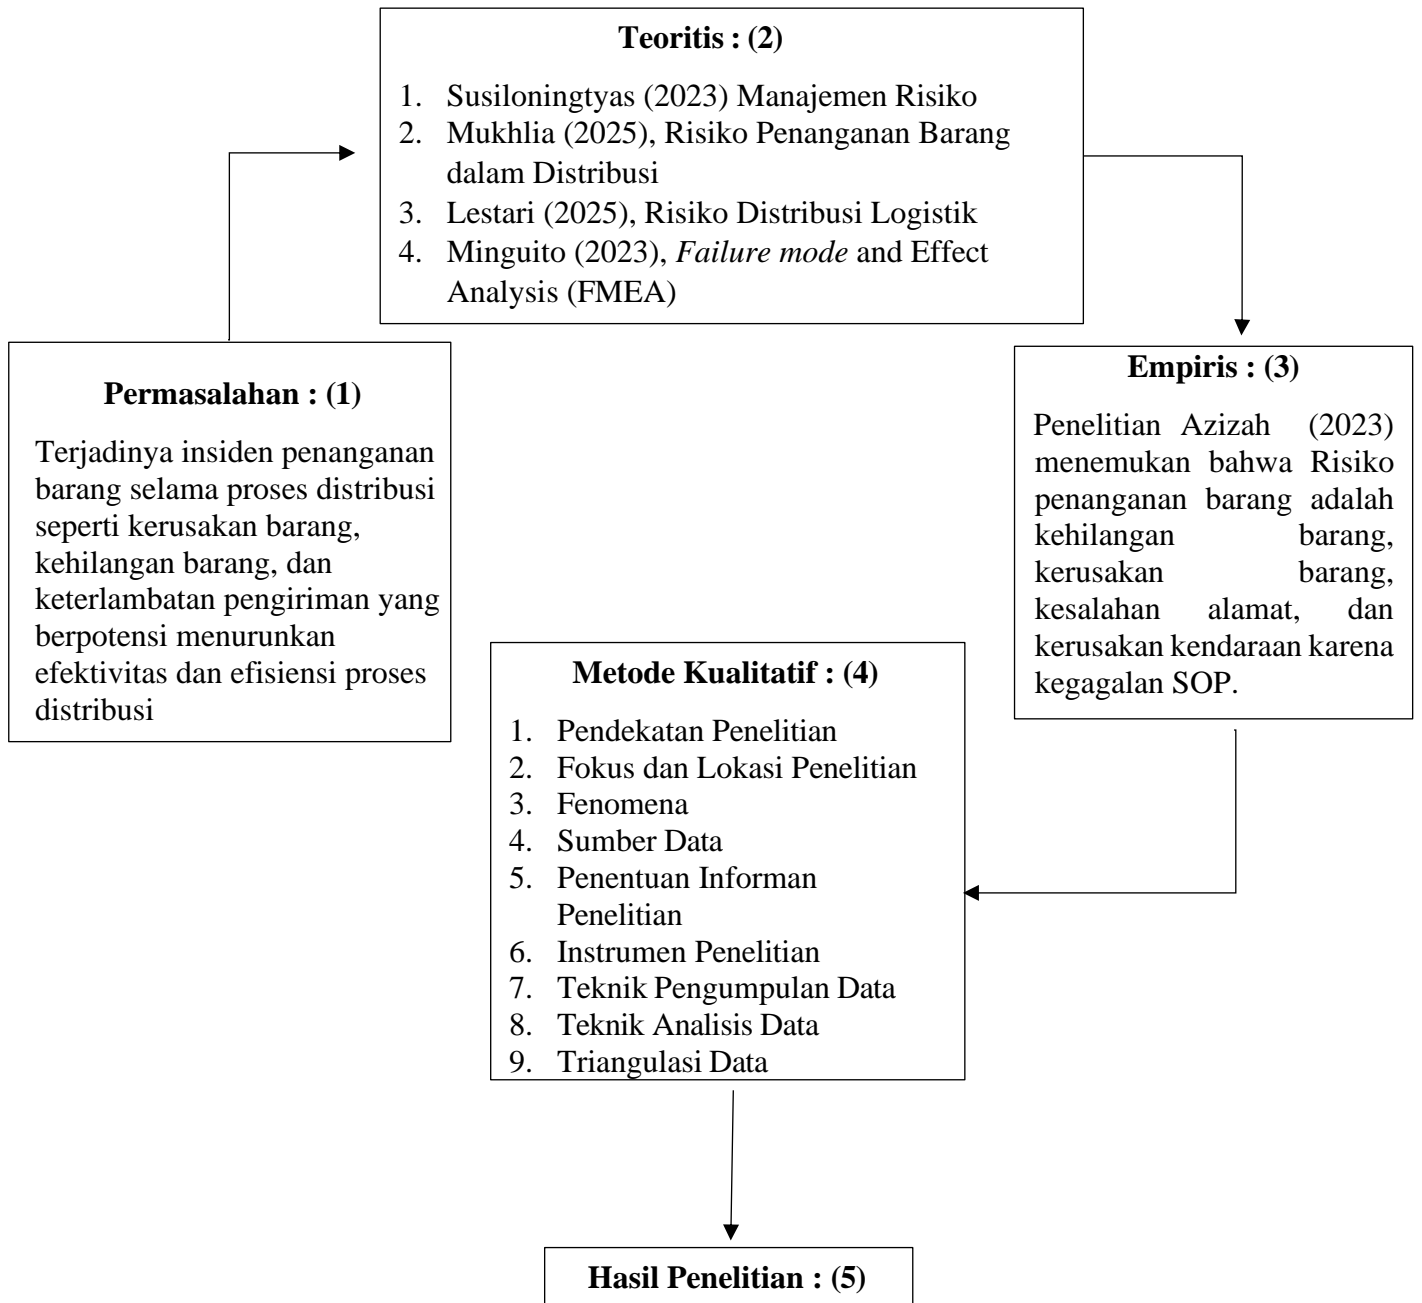 Teoritis : (2)
1. Susiloningtyas (2023) Manajemen Risiko
2. Mukhlia (2025), Risiko Penanganan Barang
dalam Distribusi
3. Lestari (2025), Risiko Distribusi Logistik
4. Minguito (2023), Failure mode and Effect
Analysis (FMEA)
Permasalahan : (1)
Terjadinya insiden penanganan
barang selama proses distribusi
seperti kerusakan barang,
kehilangan barang, dan
keterlambatan pengiriman yang
berpotensi menurunkan
efektivitas dan efisiensi proses
distribusi
Empiris : (3)
Penelitian Azizah (2023)
menemukan bahwa Risiko
penanganan barang adalah
kehilangan barang,
kerusakan barang,
kesalahan alamat, dan
kerusakan kendaraan karena
kegagalan SOP.
Metode Kualitatif : (4)
1. Pendekatan Penelitian
2. Fokus dan Lokasi Penelitian
3. Fenomena
4. Sumber Data
5. Penentuan Informan
Penelitian
6. Instrumen Penelitian
7. Teknik Pengumpulan Data
8. Teknik Analisis Data
9. Triangulasi Data
Hasil Penelitian : (5)